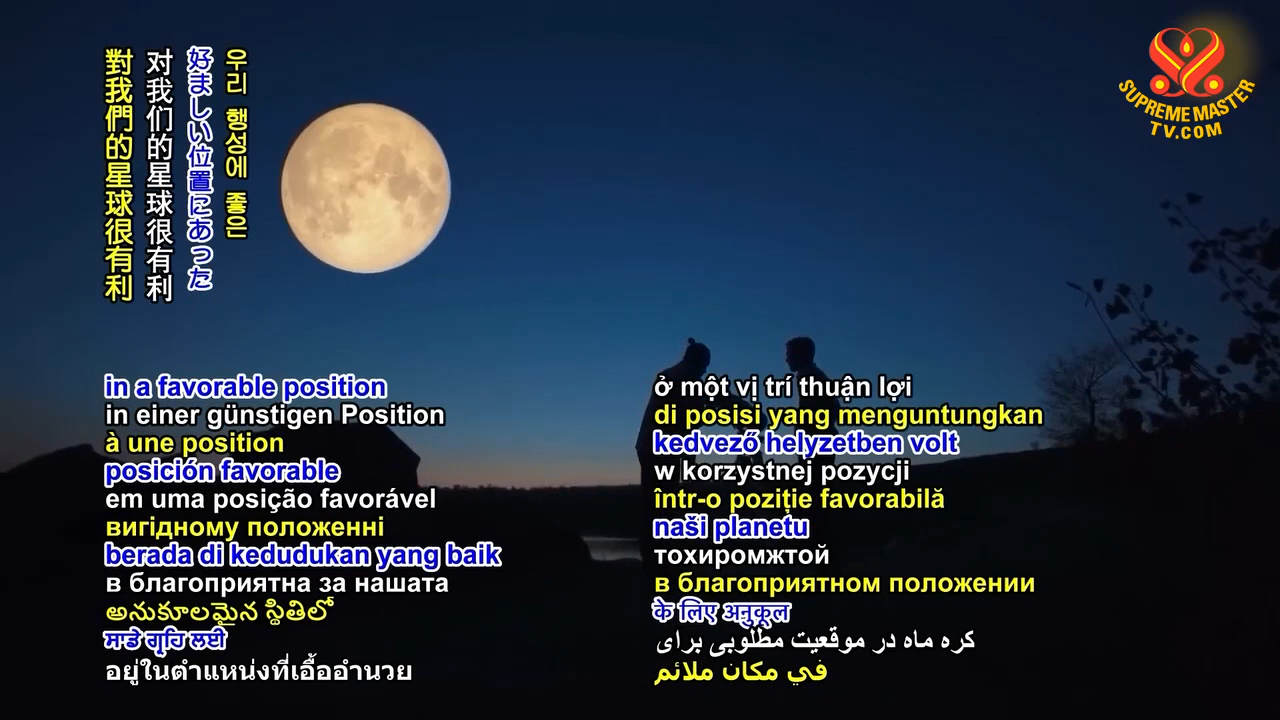 對我們的星球很有利
对我们的星球很有利
好ましい位置にあった
우리 행성에 좋은
SUPREME MASTER
TV.COM
in a favorable position
in einer günstigen Position
à une position
posición favorable
em uma posição favorável
вигідному положенні
berada di kedudukan yang baik
в благоприятна за нашата
అనుకూలమైన స్థితిలో
ਸਾਡੇ ਗ੍ਰਹਿ ਲਈ
อยู่ในตำแหน่งที่เอื้ออำนวย
ở một vị trí thuận lợi
di posisi yang menguntungkan
kedvező helyzetben volt
w korzystnej pozycji
într-o poziție favorabilă
naši planetu
тохиромжтой
в благоприятном положении
के लिए अनुकूल
کره ماه در موقعیت مطلوبی برای
في مكان ملائم